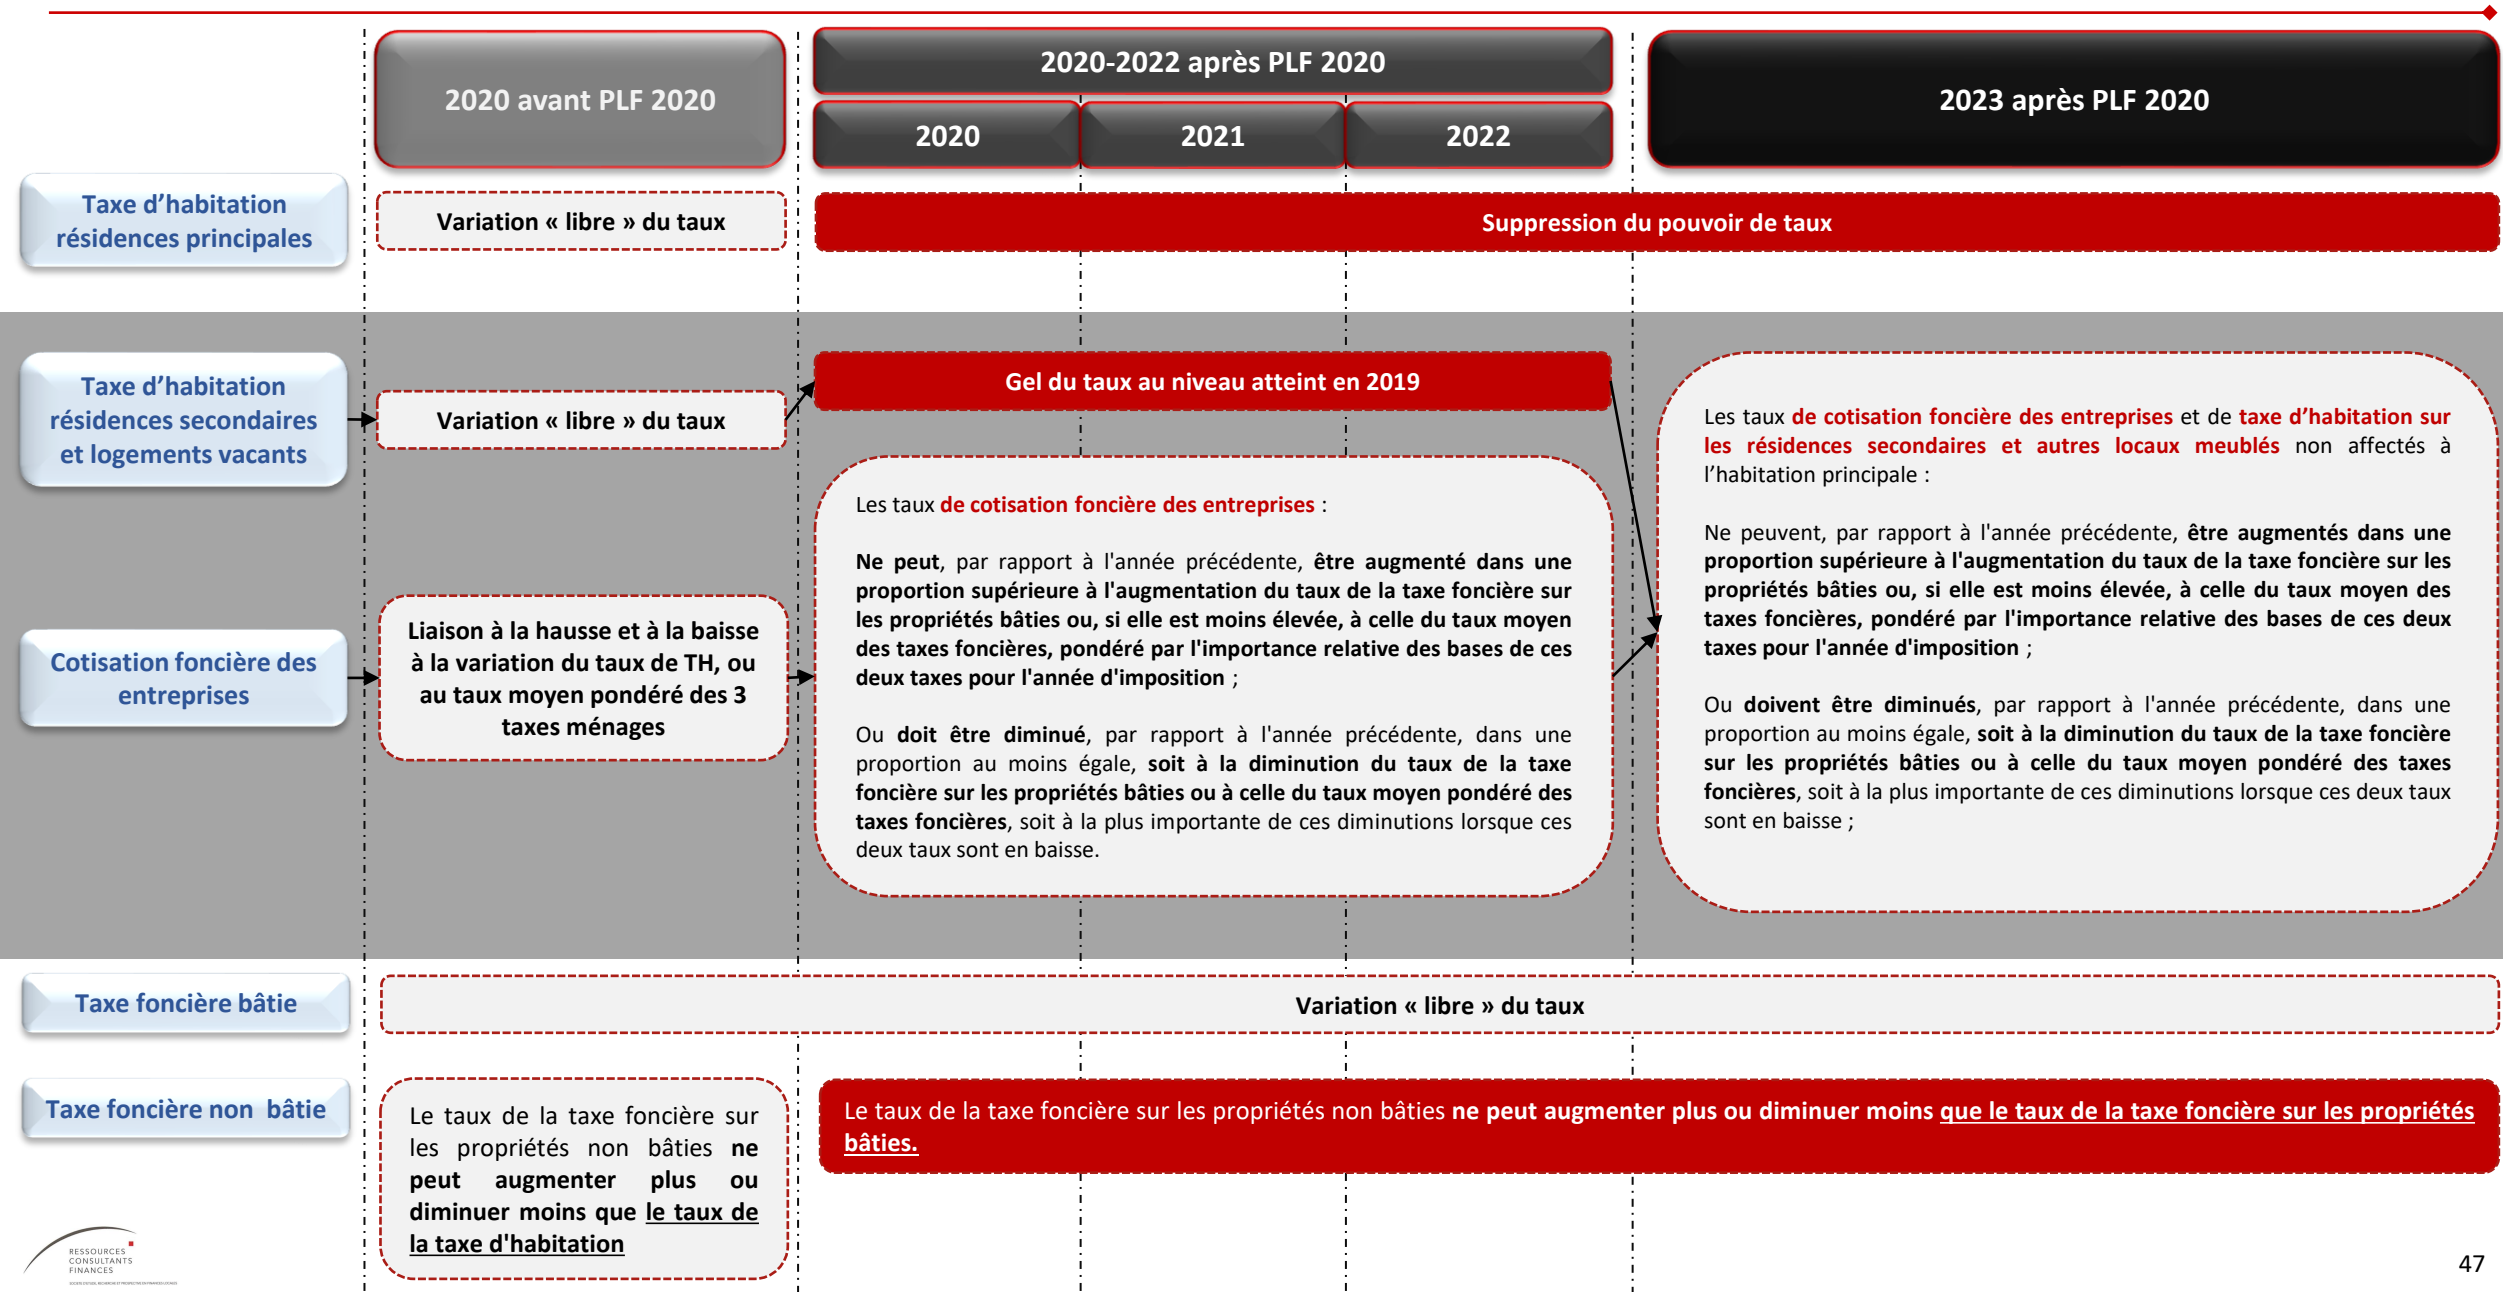 2020 avant PLF 2020
2020-2022 après PLF 2020
2020
2021
2022
2023 après PLF 2020
Taxe d’habitation
résidences principales
Variation « libre » du taux
Suppression du pouvoir de taux
Taxe d’habitation
résidences secondaires
et logements vacants
Variation « libre » du taux
Gel du taux au niveau atteint en 2019
Cotisation foncière des
entreprises
Liaison à la hausse et à la baisse
à la variation du taux de TH, ou
au taux moyen pondéré des 3
taxes ménages
Les taux de cotisation foncière des entreprises :
Ne peut, par rapport à l'année précédente, être augmenté dans une
proportion supérieure à l'augmentation du taux de la taxe foncière sur
les propriétés bâties ou, si elle est moins élevée, à celle du taux moyen
des taxes foncières, pondéré par l'importance relative des bases de ces
deux taxes pour l'année d'imposition ;
Ou doit être diminué, par rapport à l'année précédente, dans une
proportion au moins égale, soit à la diminution du taux de la taxe
foncière sur les propriétés bâties ou à celle du taux moyen pondéré des
taxes foncières, soit à la plus importante de ces diminutions lorsque ces
deux taux sont en baisse.
Les taux de cotisation foncière des entreprises et de taxe d’habitation sur
les résidences secondaires et autres locaux meublés non affectés à
l’habitation principale :
Ne peuvent, par rapport à l'année précédente, être augmentés dans une
proportion supérieure à l'augmentation du taux de la taxe foncière sur les
propriétés bâties ou, si elle est moins élevée, à celle du taux moyen des
taxes foncières, pondéré par l'importance relative des bases de ces deux
taxes pour l'année d'imposition ;
Ou doivent être diminués, par rapport à l'année précédente, dans une
proportion au moins égale, soit à la diminution du taux de la taxe foncière
sur les propriétés bâties ou à celle du taux moyen pondéré des taxes
foncières, soit à la plus importante de ces diminutions lorsque ces deux taux
sont en baisse ;
Taxe foncière bâtie
Variation « libre » du taux
Taxe foncière non bâtie
Le taux de la taxe foncière sur
les propriétés non bâties ne
peut augmenter plus ou
diminuer moins que le taux de
la taxe d'habitation
Le taux de la taxe foncière sur les propriétés non bâties ne peut augmenter plus ou diminuer moins que le taux de la taxe foncière sur les propriétés
bâties.
RESSOURCES
CONSULTANTS
FINANCES
47